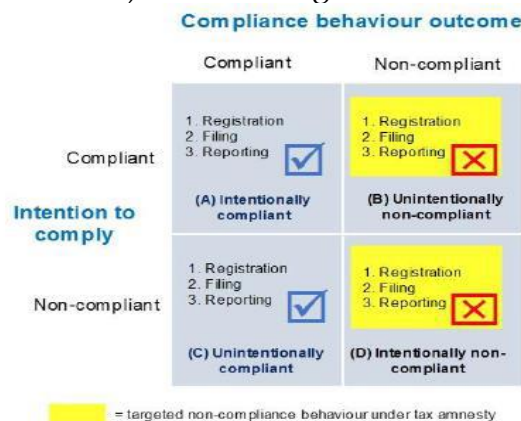 Compliance behaviour outcome
Compliant Non-compliant
Compliant
1. Registration
2. Filing
3. Reporting
(A) Intentionally
compliant
1. Registration
2. Filing
3. Reporting
(B) Unintentionally
non-compliant
Intention to
comply
Non-compliant
1. Registration
2. Filing
3. Reporting
(C) Unintentionally
compliant
1. Registration
2. Filing
3. Reporting
(D) Intentionally non-
compliant
= targeted non-compliance behaviour under tax amnesty